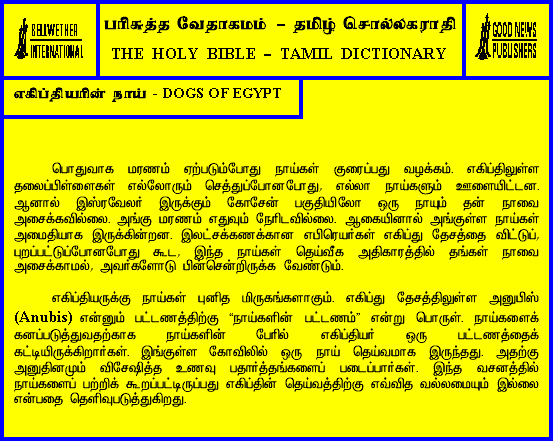 BELLWETHER
INTERNATIONAL
பரிசுத்த வேதாகமம் – தமிழ் சொல்லகராதி
THE HOLY BIBLE – TAMIL DICTIONARY
GOOD NEWS
PUBLISHERS
எகிப்தியரின் நாய் - DOGS OF EGYPT
பொதுவாக மரணம் ஏற்படும்போது நாய்கள் குரைப்பது வழக்கம். எகிப்திலுள்ள
தலைப்பிள்ளைகள் எல்லோரும் செத்துப்போனபோது, எல்லா நாய்களும் ஊளையிட்டன.
ஆனால் இஸ்ரவேலர் இருக்கும் கோசேன் பகுதியிலோ ஒரு நாயும் தன் நாவை
அசைக்கவில்லை. அங்கு மரணம் எதுவும் நேரிடவில்லை. ஆகையினால் அங்குள்ள நாய்கள்
அமைதியாக இருக்கின்றன. இலட்சக்கணக்கான எபிரெயர்கள் எகிப்து தேசத்தை விட்டுப்,
புறப்பட்டுப்போனபோது கூட, இந்த நாய்கள் தெய்வீக அதிகாரத்தில் தங்கள் நாவை
அசைக்காமல், அவர்களோடு பின்சென்றிருக்க வேண்டும்.
எகிப்தியருக்கு நாய்கள் புனித மிருகங்களாகும். எகிப்து தேசத்திலுள்ள அனுபிஸ்
(Anubis) என்னும் பட்டணத்திற்கு “நாய்களின் பட்டணம்” என்று பொருள். நாய்களைக்
கனப்படுத்துவதற்காக நாய்களின் பேரில் எகிப்தியர் ஒரு பட்டணத்தைக்
கட்டியிருக்கிறார்கள். இங்குள்ள கோவிலில் ஒரு நாய் தெய்வமாக இருந்தது. அதற்கு
அனுதினமும் விசேஷித்த உணவு பதார்த்தங்களைப் படைப்பார்கள். இந்த வசனத்தில்
நாய்களைப் பற்றிக் கூறப்பட்டிருப்பது எகிப்தின் தெய்வத்திற்கு எவ்வித வல்லமையும் இல்லை
என்பதை தெளிவுபடுத்துகிறது.